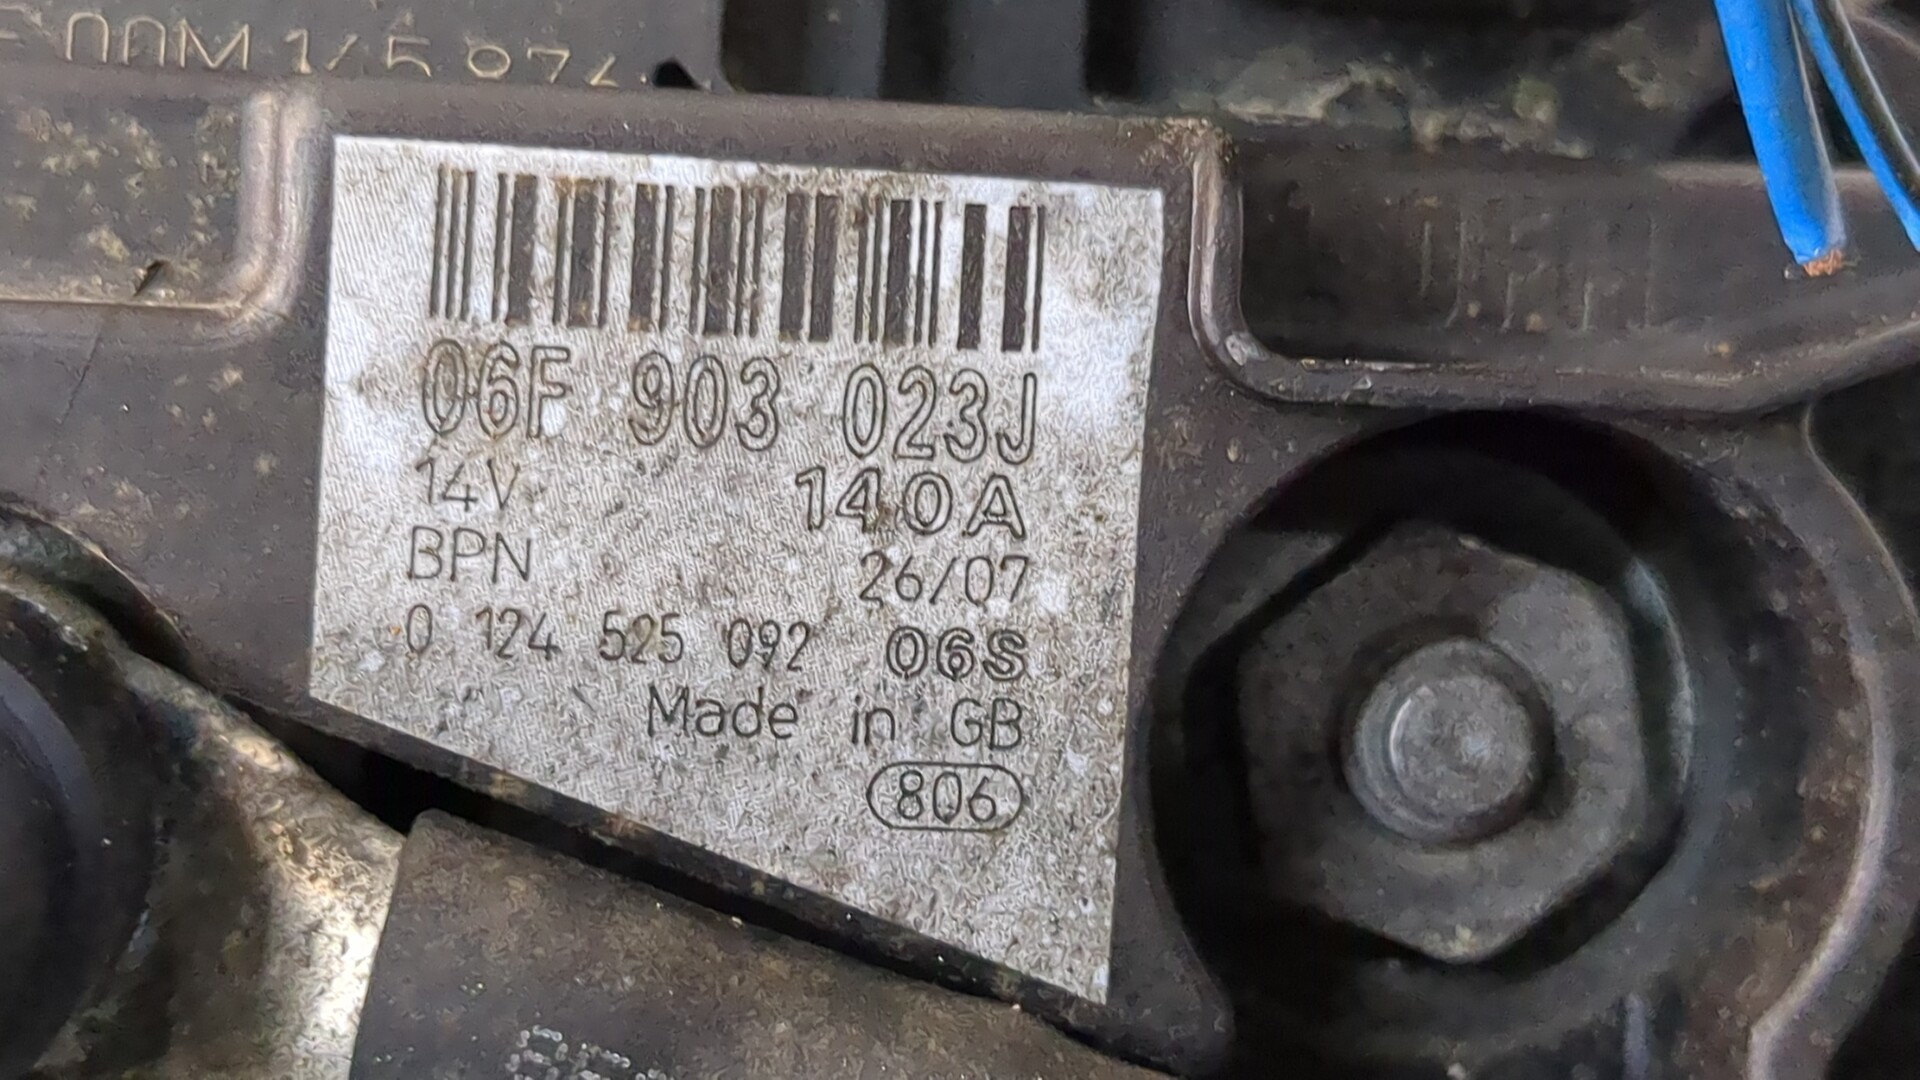 06F 903 023J
14V 140A
BPN 26/07
0 124 525 092 06S
Made in GB
806